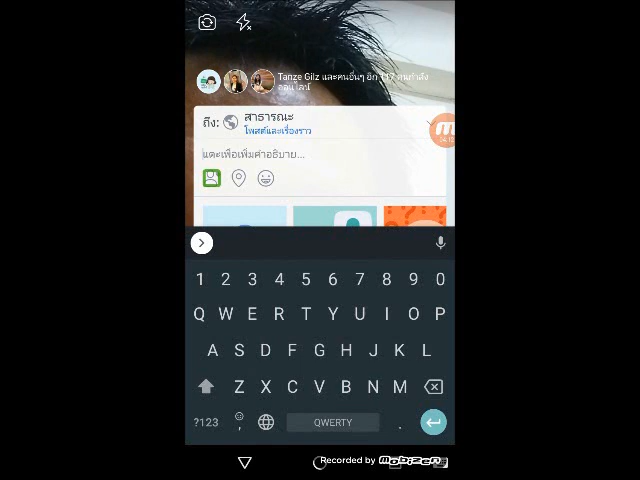 Tanze Gilz และคนอื่นๆ อีก 117 คนกำลัง
ออนไลน์
ถึง: สาธารณะ
โพสต์และเรื่องราว
แตะเพื่อเพิ่มคำอธิบาย...
04:13
1 2 3 4 5 6 7 8 9 0
Q W E R T Y U I O P
A S D F G H J K L
Z X C V B N M
?123 , QWERTY .
Recorded by mobizen